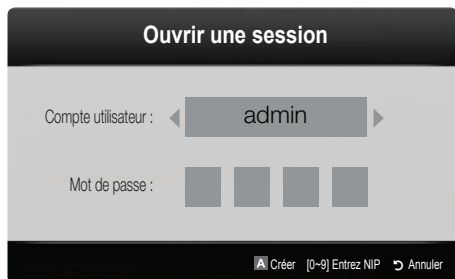 Ouvrir une session
Compte utilisateur : admin
Mot de passe :
A Créer [0~9] Entrez NIP Annuler